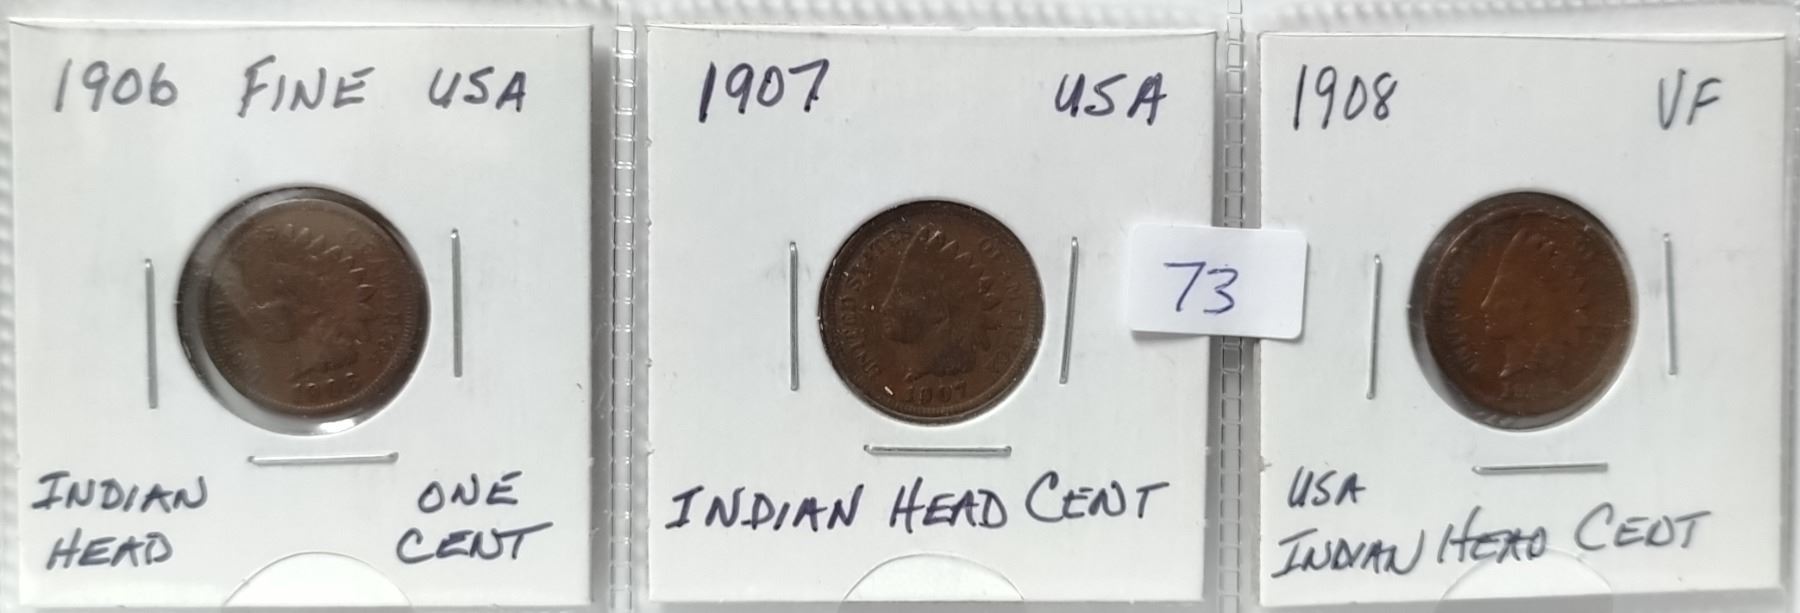 1906 FINE USA
INDIAN HEAD
ONE CENT
1907 USA
UNITED STATES OF AMERICA
1907
INDIAN HEAD CENT
73
1908 VF
USA
INDIAN HEAD CENT